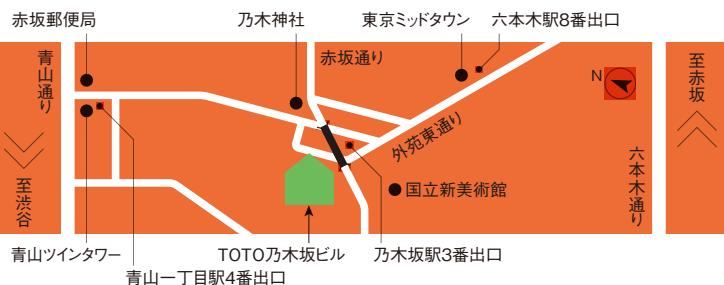 赤坂郵便局
乃木神社
東京ミッドタウン
六本木駅8番出口
青山通り
赤坂通り
N
至赤坂
外苑東通り
六本木通り
至渋谷
国立新美術館
青山ツインタワー
TOTO乃木坂ビル
乃木坂駅3番出口
青山一丁目駅4番出口